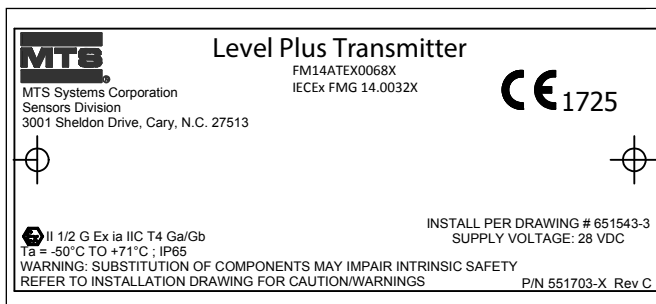 MTS
®
Level Plus Transmitter
FM14ATEX0068X
IECEx FMG 14.0032X
MTS Systems Corporation
Sensors Division
3001 Sheldon Drive, Cary, N.C. 27513
CE 1725
Ex II 1/2 G Ex ia IIC T4 Ga/Gb
Ta = -50°C TO +71°C ; IP65
INSTALL PER DRAWING # 651543-3
SUPPLY VOLTAGE: 28 VDC
WARNING: SUBSTITUTION OF COMPONENTS MAY IMPAIR INTRINSIC SAFETY
REFER TO INSTALLATION DRAWING FOR CAUTION/WARNINGS
P/N 551703-X Rev C